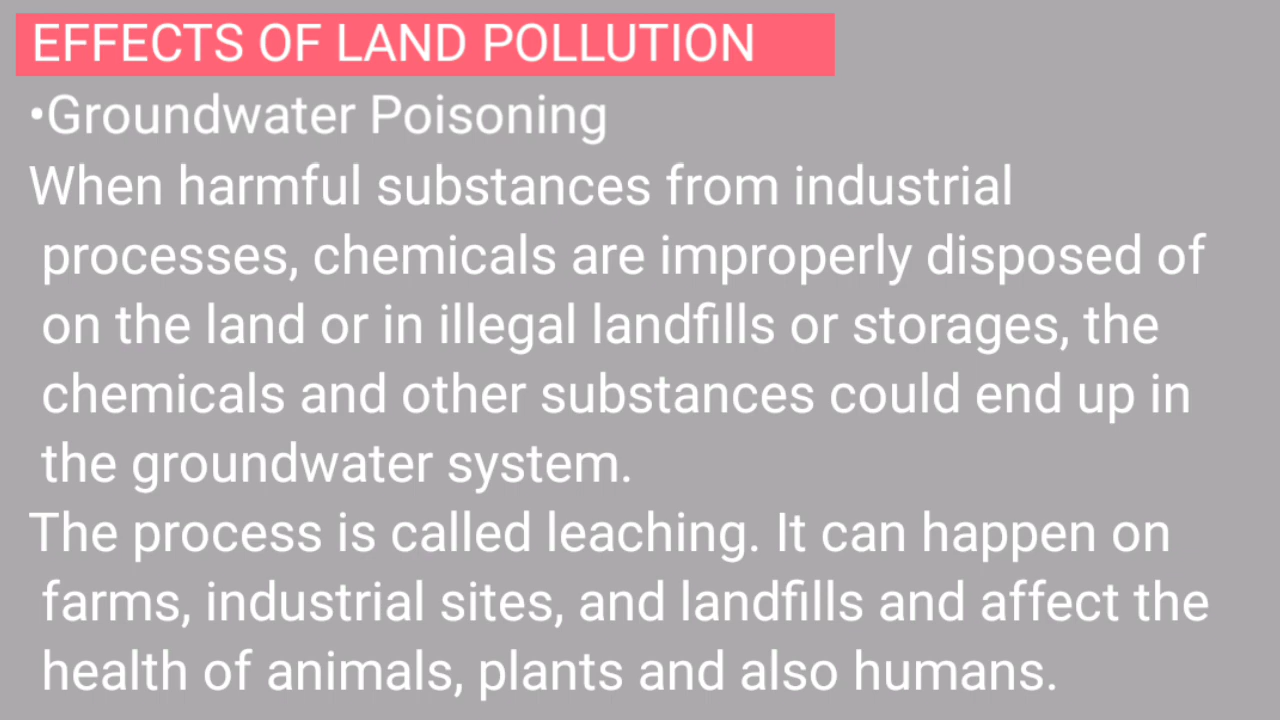 EFFECTS OF LAND POLLUTION
•Groundwater Poisoning
When harmful substances from industrial
processes, chemicals are improperly disposed of
on the land or in illegal landfills or storages, the
chemicals and other substances could end up in
the groundwater system.
The process is called leaching. It can happen on
farms, industrial sites, and landfills and affect the
health of animals, plants and also humans.